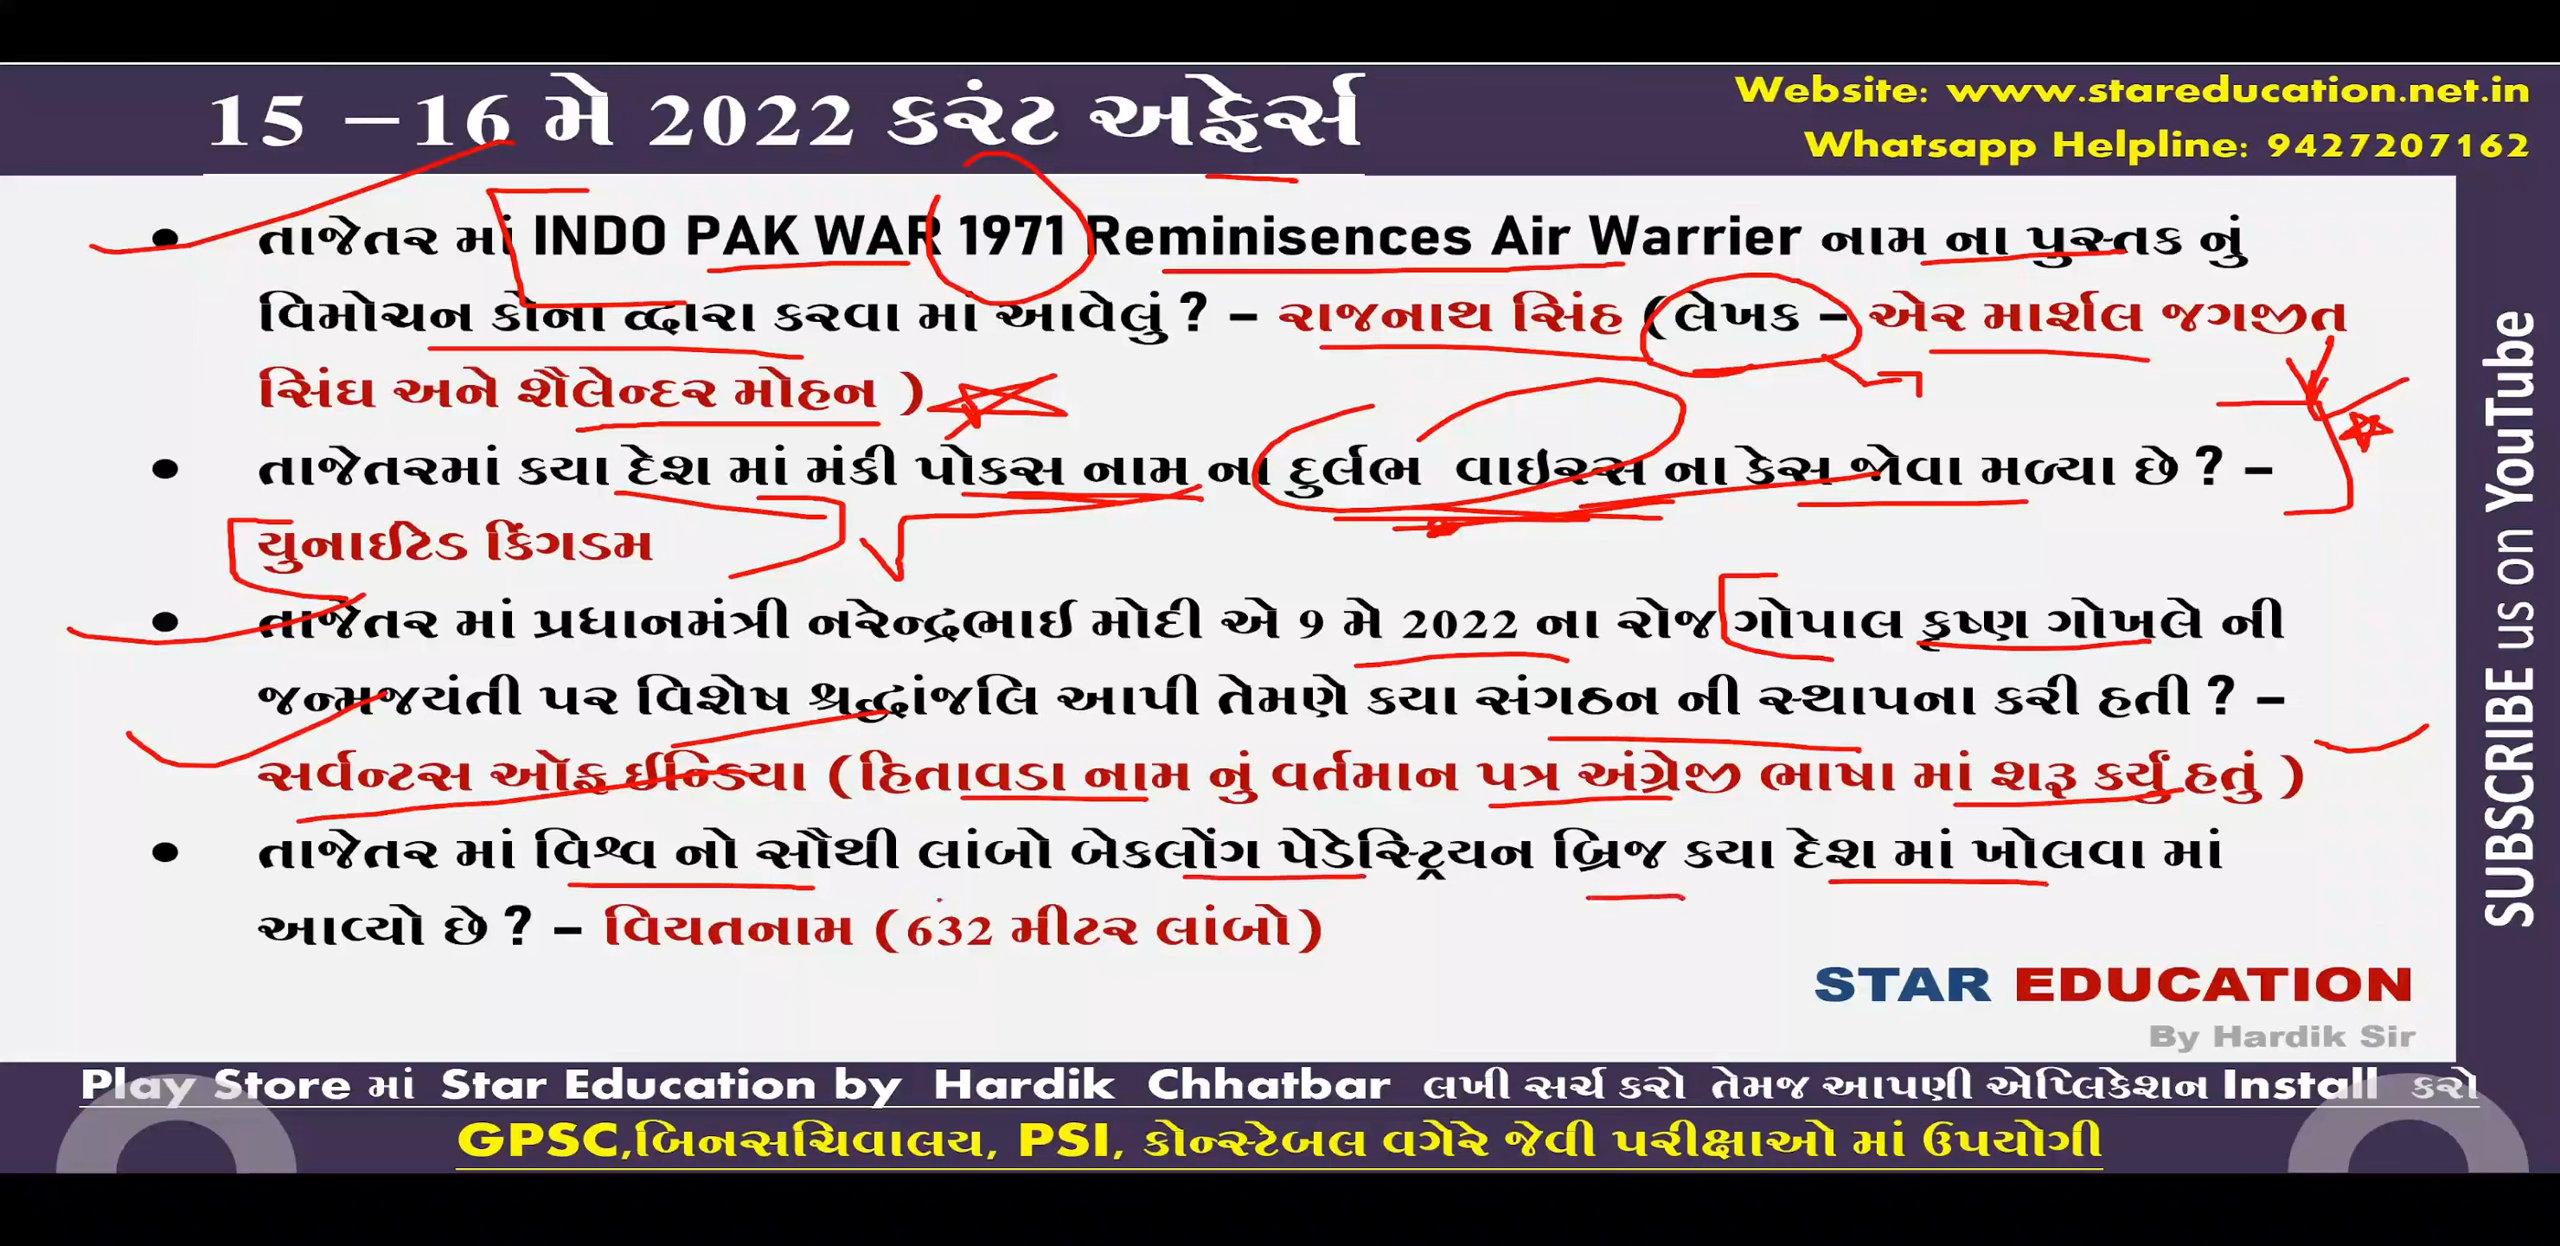 15 –16 મે 2022 કરંટ અફેર્સ
Website: www.stareducation.net.in
Whatsapp Helpline: 9427207162
• તાજેતર માં INDO PAK WAR 1971 Reminisences Air Warrier નામ ના પુસ્તક નું
વિમોચન કોના દ્વારા કરવા માં આવેલું ? – રાજનાથ સિંહ (લેખક – એર માર્શલ જગજીત
સિંઘ અને શૈલેન્દર મોહન )
• તાજેતરમાં કયા દેશ માં મંકી પોકસ નામ ના દુર્લભ વાઇરસ ના કેસ જોવા મળ્યા છે ? –
યુનાઈટેડ કિંગડમ
• તાજેતર માં પ્રધાનમંત્રી નરેન્દ્રભાઇ મોદી એ 9 મે 2022 ના રોજ ગોપાલ કૃષ્ણ ગોખલે ની
જન્મજયંતી પર વિશેષ શ્રદ્ધાંજલિ આપી તેમણે કયા સંગઠન ની સ્થાપના કરી હતી ? –
સર્વન્ટસ ઓફ ઈન્ડિયા ( હિતાવડા નામ નું વર્તમાન પત્ર અંગ્રેજી ભાષા માં શરૂ કર્યું હતું )
• તાજેતર માં વિશ્વ નો સૌથી લાંબો બેકલોંગ પેડેસ્ટ્રિયન બ્રિજ કયા દેશ માં ખોલવા માં
આવ્યો છે ? – વિયતનામ ( 632 મીટર લાંબો )
SUBSCRIBE us on YouTube
STAR EDUCATION
By Hardik Sir
Play Store માં Star Education by Hardik Chhatbar લખી સર્ચ કરો તેમજ આપણી એપ્લિકેશન Install કરો
GPSC,બિનસચિવાલય, PSI, કોન્સ્ટેબલ વગેરે જેવી પરીક્ષાઓ માં ઉપયોગી